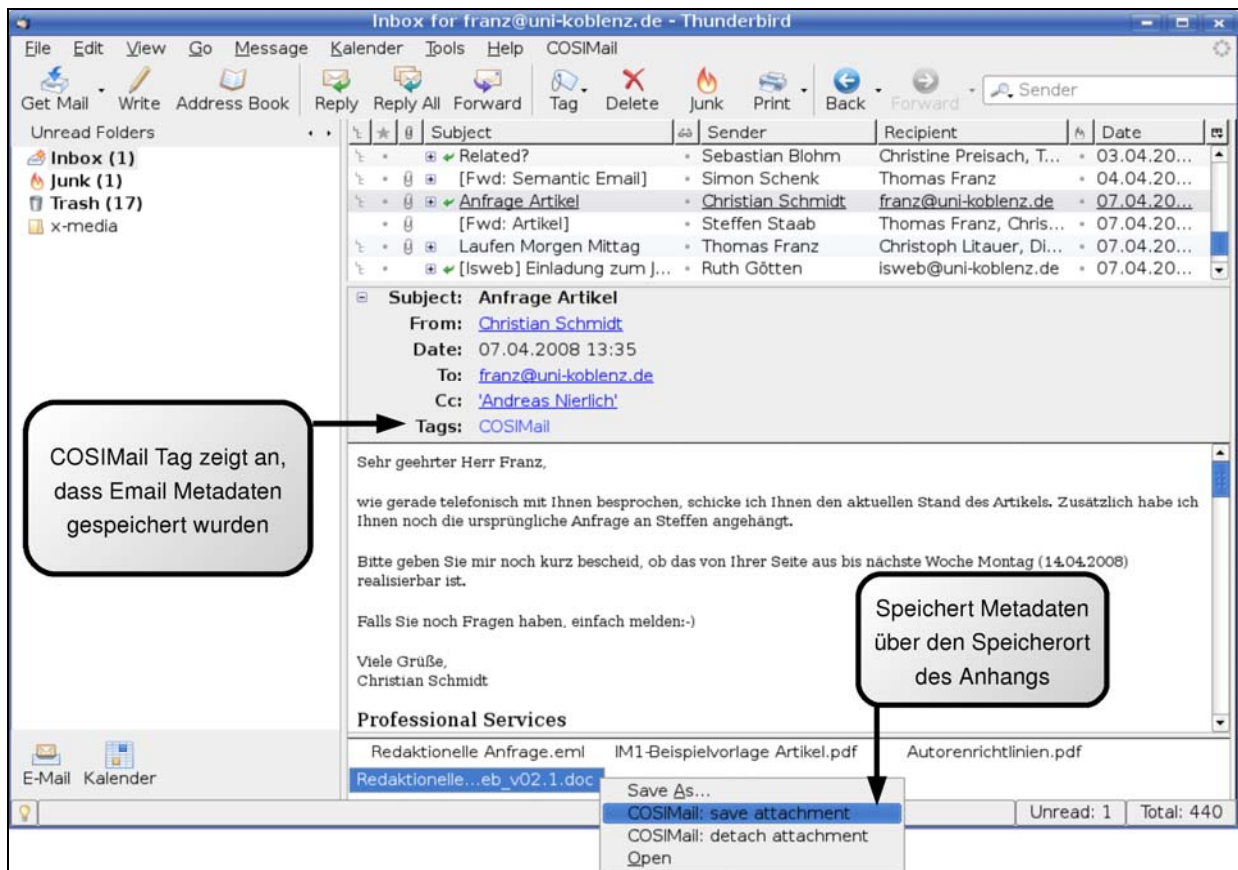 Inbox for franz@uni-koblenz.de - Thunderbird
File Edit View Go Message Kalender Tools Help COSIMail
Get Mail Write Address Book Reply Reply All Forward Tag Delete Junk Print Back Forward Sender
Unread Folders
Inbox (1)
Junk (1)
Trash (17)
x-media
Subject Sender Recipient Date
Related? Sebastian Blohm Christine Preisach, T... 03.04.20...
[Fwd: Semantic Email] Simon Schenk Thomas Franz 04.04.20...
Anfrage Artikel Christian Schmidt franz@uni-koblenz.de 07.04.20...
[Fwd: Artikel] Steffen Staab Thomas Franz, Chris... 07.04.20...
Laufen Morgen Mittag Thomas Franz Christoph Litauer, Di... 07.04.20...
[Isweb] Einladung zum J... Ruth Götten isweb@uni-koblenz.de 07.04.20...
Subject: Anfrage Artikel
From: Christian Schmidt
Date: 07.04.2008 13:35
To: franz@uni-koblenz.de
Cc: 'Andreas Nierlich'
Tags: COSIMail
COSIMail Tag zeigt an,
dass Email Metadaten
gespeichert wurden
Sehr geehrter Herr Franz,
wie gerade telefonisch mit Ihnen besprochen, schicke ich Ihnen den aktuellen Stand des Artikels. Zusätzlich habe ich
Ihnen noch die ursprüngliche Anfrage an Steffen angehängt.
Bitte geben Sie mir noch kurz bescheid, ob das von Ihrer Seite aus bis nächste Woche Montag (14.04.2008)
realisierbar ist.
Falls Sie noch Fragen haben, einfach melden:-)
Viele Grüße,
Christian Schmidt
Professional Services
Speichert Metadaten
über den Speicherort
des Anhangs
Redaktionelle Anfrage.eml IM1-Beispielvorlage Artikel.pdf Autorenrichtlinien.pdf
Redaktionelle...eb_v02.1.doc
E-Mail Kalender
Save As...
COSIMail: save attachment
COSIMail: detach attachment
Open
Unread: 1 Total: 440